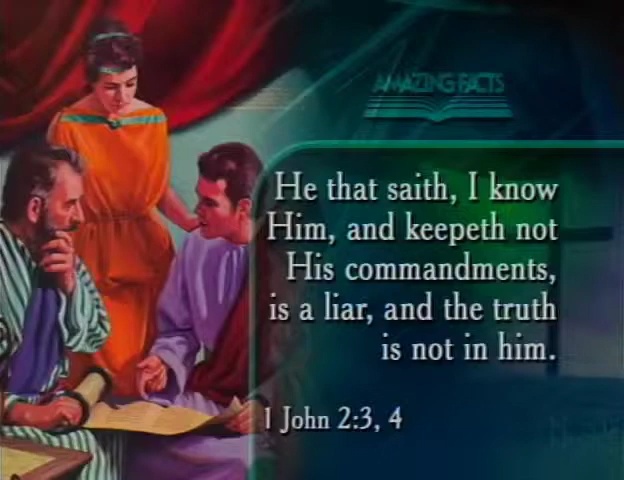 AMAZING FACTS
He that saith, I know
Him, and keepeth not
His commandments,
is a liar, and the truth
is not in him.
1 John 2:3, 4